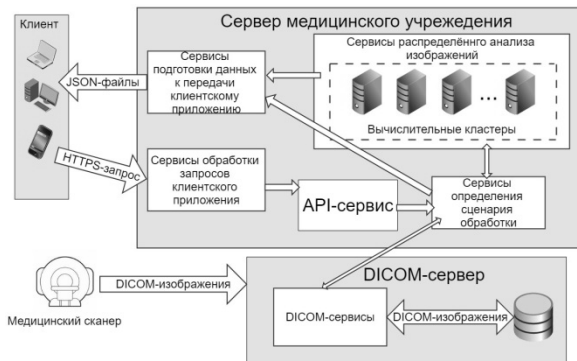 Клиент
Сервер медицинского учережедения
Сервисы
подготовки данных
к передачи
клиентскому
приложению
Сервисы распределённго анализа
изображений
...
Вычислительные кластеры
JSON-файлы
HTTPS-запрос
Сервисы обработки
запросов
клиентского
приложения
API-сервис
Сервисы
определения
сценария
обработки
DICOM-сервер
DICOM-изображения
Медицинский сканер
DICOM-сервисы
DICOM-изображения